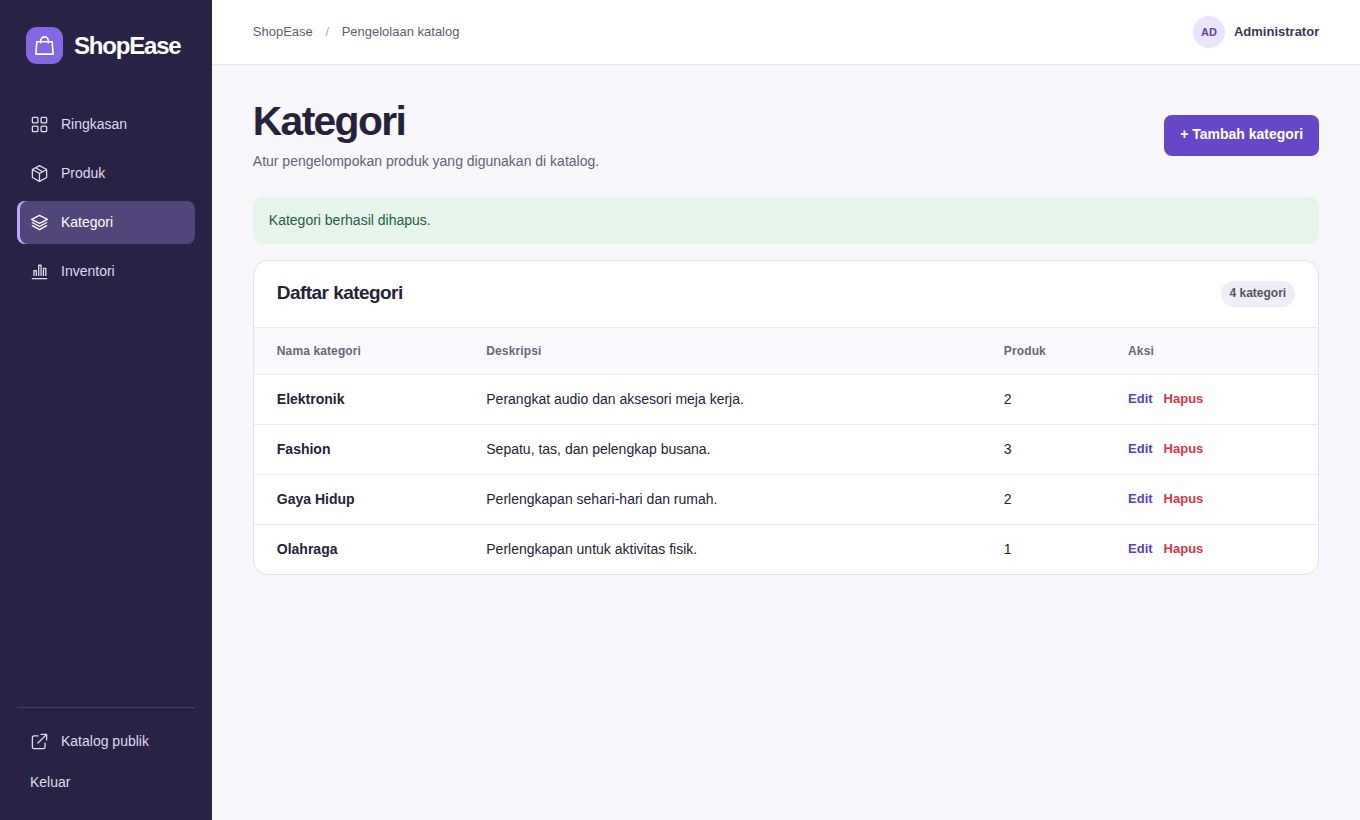 ShopEase
Ringkasan
Produk
Kategori
Inventori
Katalog publik
Keluar
ShopEase / Pengelolaan katalog
AD Administrator
Kategori
Atur pengelompokan produk yang digunakan di katalog.
+ Tambah kategori
Kategori berhasil dihapus.
Daftar kategori
4 kategori
Nama kategori Deskripsi Produk Aksi
Elektronik Perangkat audio dan aksesori meja kerja. 2 Edit Hapus
Fashion Sepatu, tas, dan pelengkap busana. 3 Edit Hapus
Gaya Hidup Perlengkapan sehari-hari dan rumah. 2 Edit Hapus
Olahraga Perlengkapan untuk aktivitas fisik. 1 Edit Hapus